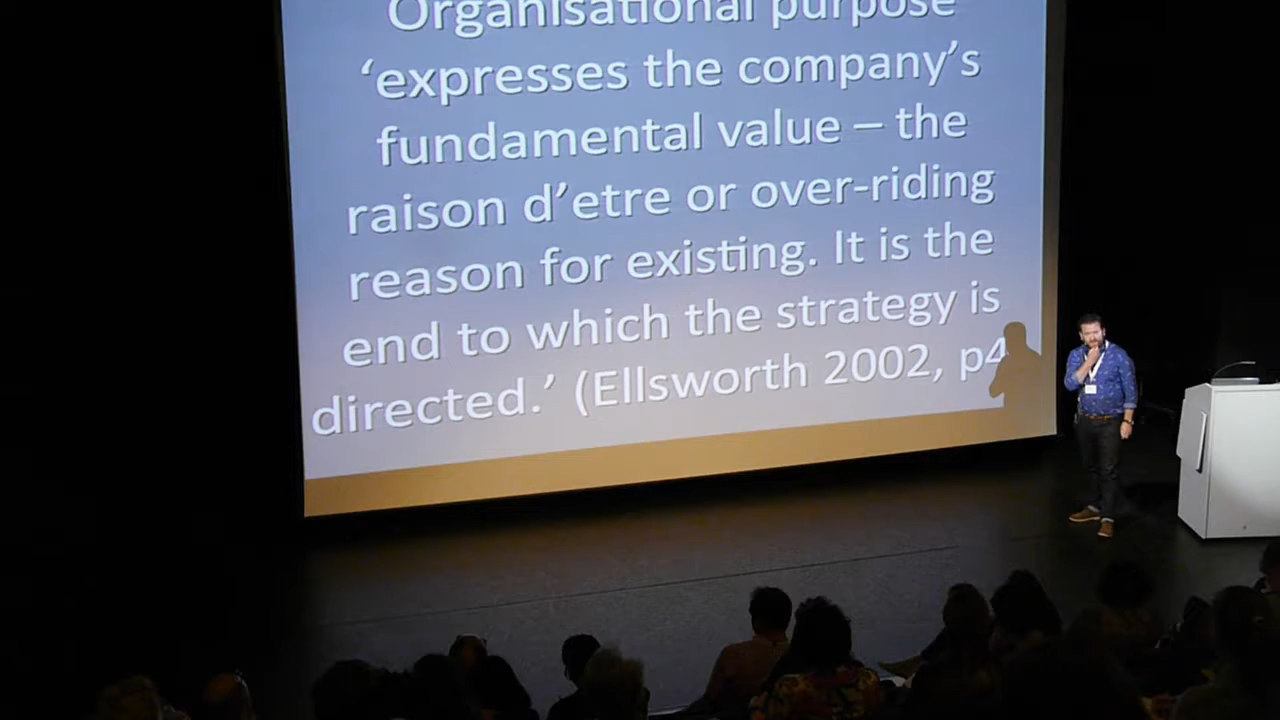 Organisational purpose
‘expresses the company’s
fundamental value – the
raison d’etre or over-riding
reason for existing. It is the
end to which the strategy is
directed.’ (Ellsworth 2002, p4